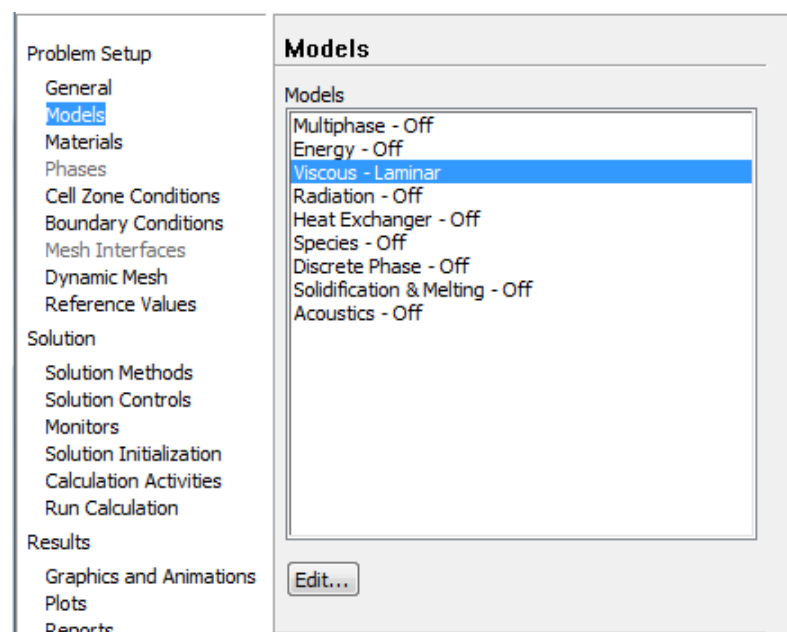 Problem Setup
General
Models
Materials
Phases
Cell Zone Conditions
Boundary Conditions
Mesh Interfaces
Dynamic Mesh
Reference Values
Solution
Solution Methods
Solution Controls
Monitors
Solution Initialization
Calculation Activities
Run Calculation
Results
Graphics and Animations
Plots
Reports
Models
Models
Multiphase - Off
Energy - Off
Viscous - Laminar
Radiation - Off
Heat Exchanger - Off
Species - Off
Discrete Phase - Off
Solidification & Melting - Off
Acoustics - Off
Edit...